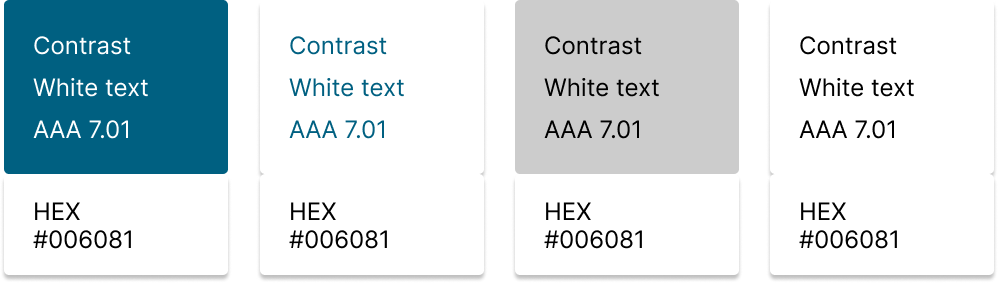 Contrast
White text
AAA 7.01
HEX
#006081
Contrast
White text
AAA 7.01
HEX
#006081
Contrast
White text
AAA 7.01
HEX
#006081
Contrast
White text
AAA 7.01
HEX
#006081